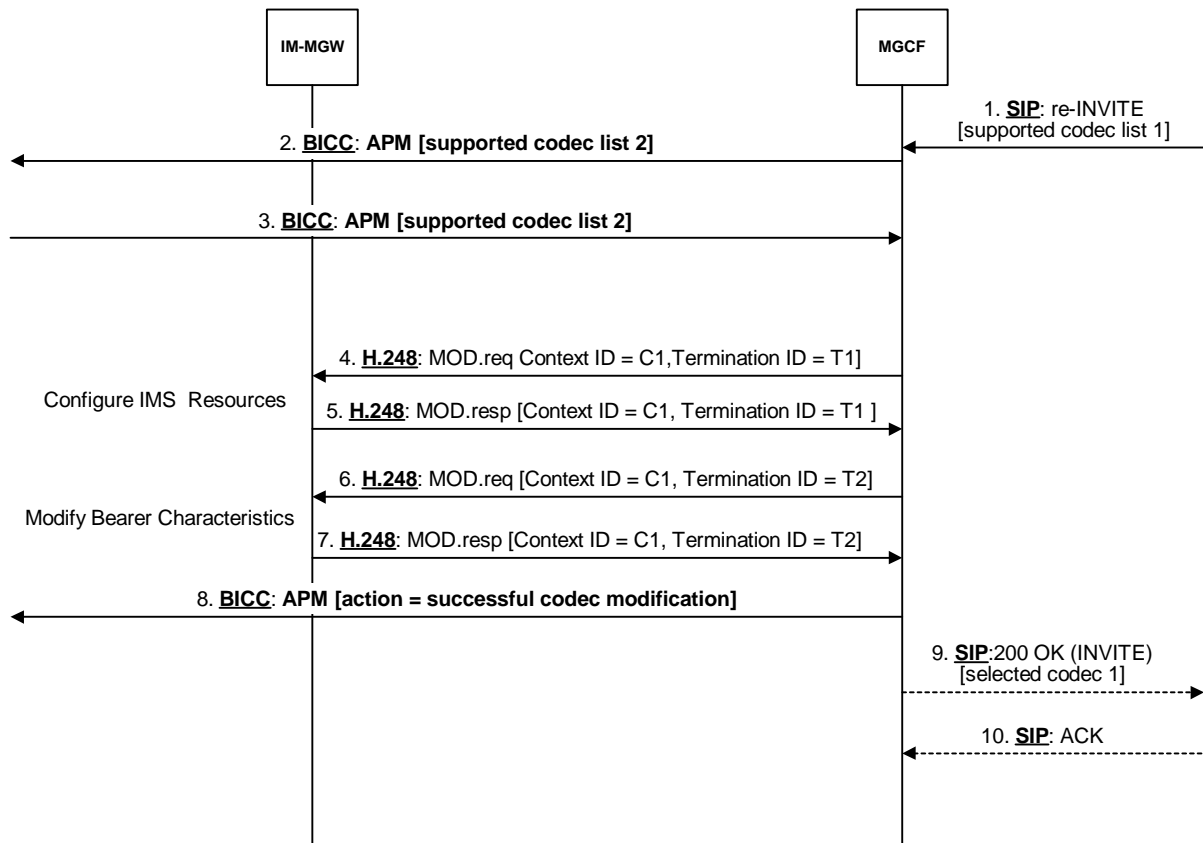 IM-MGW
MGCF
1. SIP: re-INVITE
[supported codec list 1]
2. BICC: APM [supported codec list 2]
3. BICC: APM [supported codec list 2]
4. H.248: MOD.req Context ID = C1,Termination ID = T1]
Configure IMS Resources
5. H.248: MOD.resp [Context ID = C1, Termination ID = T1 ]
6. H.248: MOD.req [Context ID = C1, Termination ID = T2]
Modify Bearer Characteristics
7. H.248: MOD.resp [Context ID = C1, Termination ID = T2]
8. BICC: APM [action = successful codec modification]
9. SIP:200 OK (INVITE)
[selected codec 1]
10. SIP: ACK